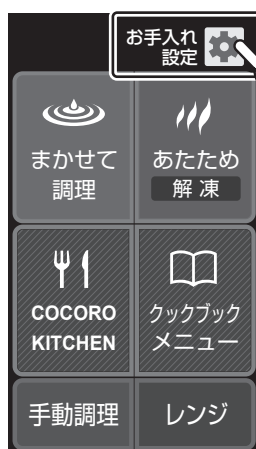 お手入れ
設定
まかせて
調理
あたため
解凍
COCORO
KITCHEN
クックブック
メニュー
手動調理
レンジ